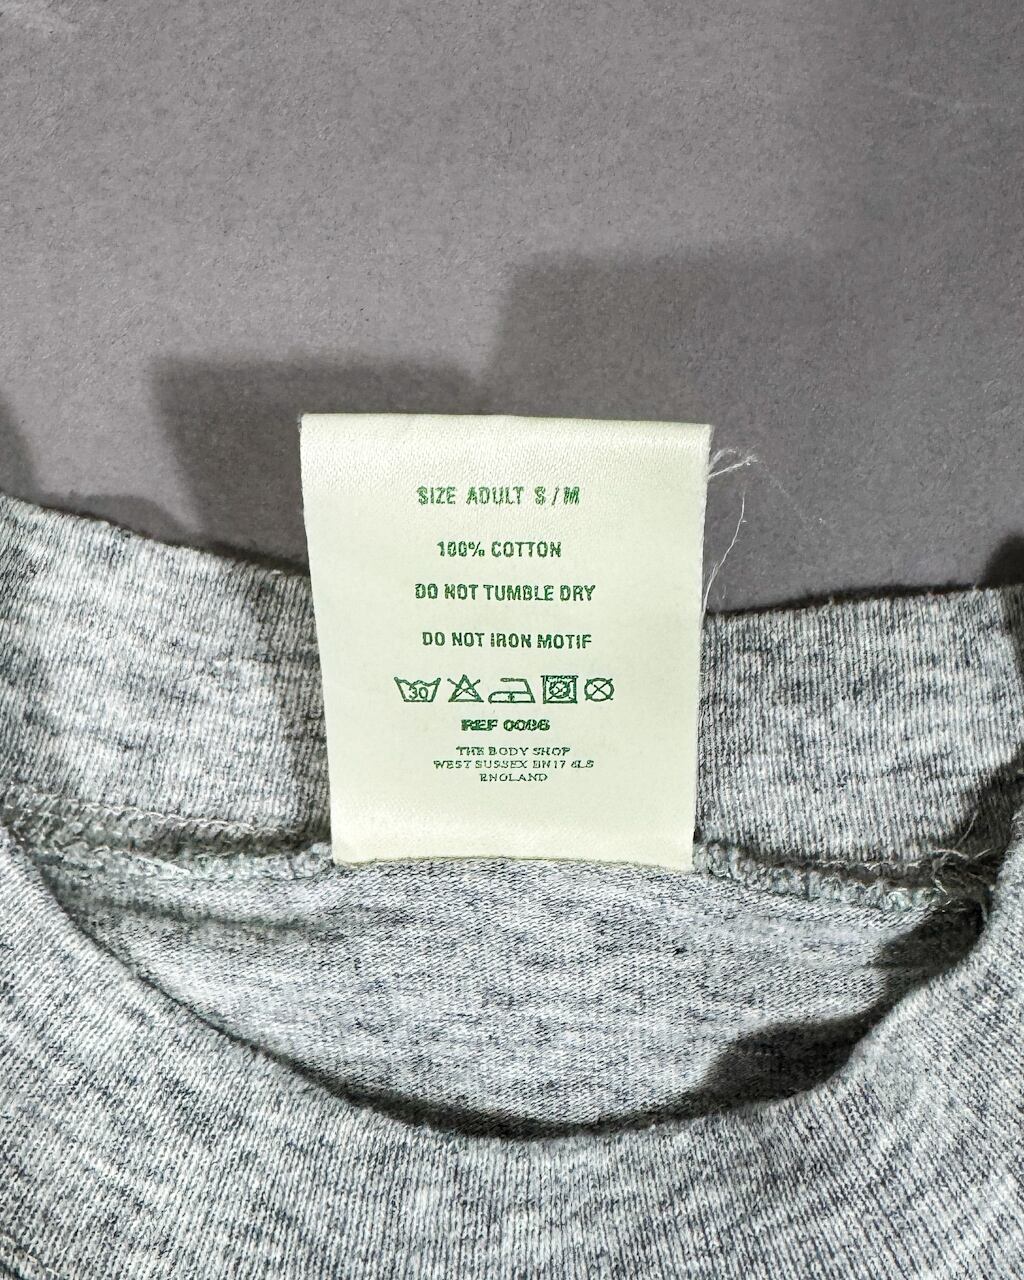 SIZE ADULT S / M
100% COTTON
DO NOT TUMBLE DRY
DO NOT IRON MOTIF
30
REF 0096
THE BODY SHOP
WEST SUSSEX BN17 6LS
ENGLAND